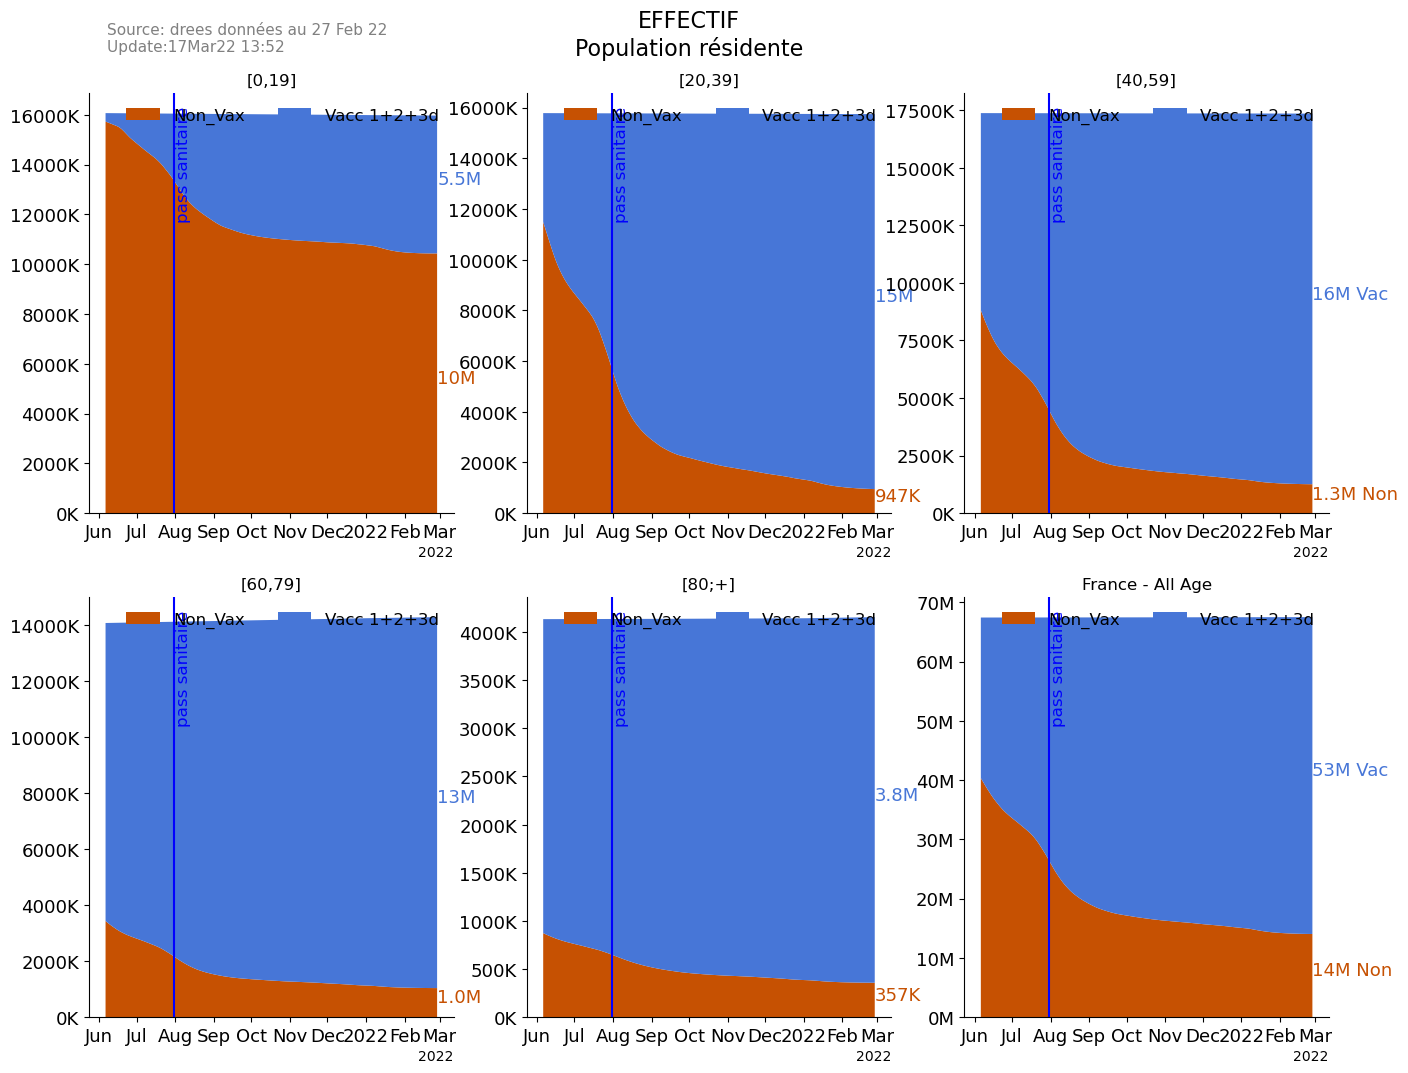 Source: drees données au 27 Feb 22
Update:17Mar22 13:52
EFFECTIF
Population résidente
[0,19]
Non_Vax
Vacc 1+2+3d
pass sanitaire
16000K
14000K
12000K
10000K
8000K
6000K
4000K
2000K
0K
5.5M
10M
Jun Jul Aug Sep Oct Nov Dec 2022 Feb Mar
2022
[20,39]
Non_Vax
Vacc 1+2+3d
pass sanitaire
16000K
14000K
12000K
10000K
8000K
6000K
4000K
2000K
0K
15M
947K
Jun Jul Aug Sep Oct Nov Dec 2022 Feb Mar
2022
[40,59]
Non_Vax
Vacc 1+2+3d
pass sanitaire
17500K
15000K
12500K
10000K
7500K
5000K
2500K
0K
16M Vac
1.3M Non
Jun Jul Aug Sep Oct Nov Dec 2022 Feb Mar
2022
[60,79]
Non_Vax
Vacc 1+2+3d
pass sanitaire
14000K
12000K
10000K
8000K
6000K
4000K
2000K
0K
13M
1.0M
Jun Jul Aug Sep Oct Nov Dec 2022 Feb Mar
2022
[80;+]
Non_Vax
Vacc 1+2+3d
pass sanitaire
4000K
3500K
3000K
2500K
2000K
1500K
1000K
500K
0K
3.8M
357K
Jun Jul Aug Sep Oct Nov Dec 2022 Feb Mar
2022
France - All Age
Non_Vax
Vacc 1+2+3d
pass sanitaire
70M
60M
50M
40M
30M
20M
10M
0M
53M Vac
14M Non
Jun Jul Aug Sep Oct Nov Dec 2022 Feb Mar
2022